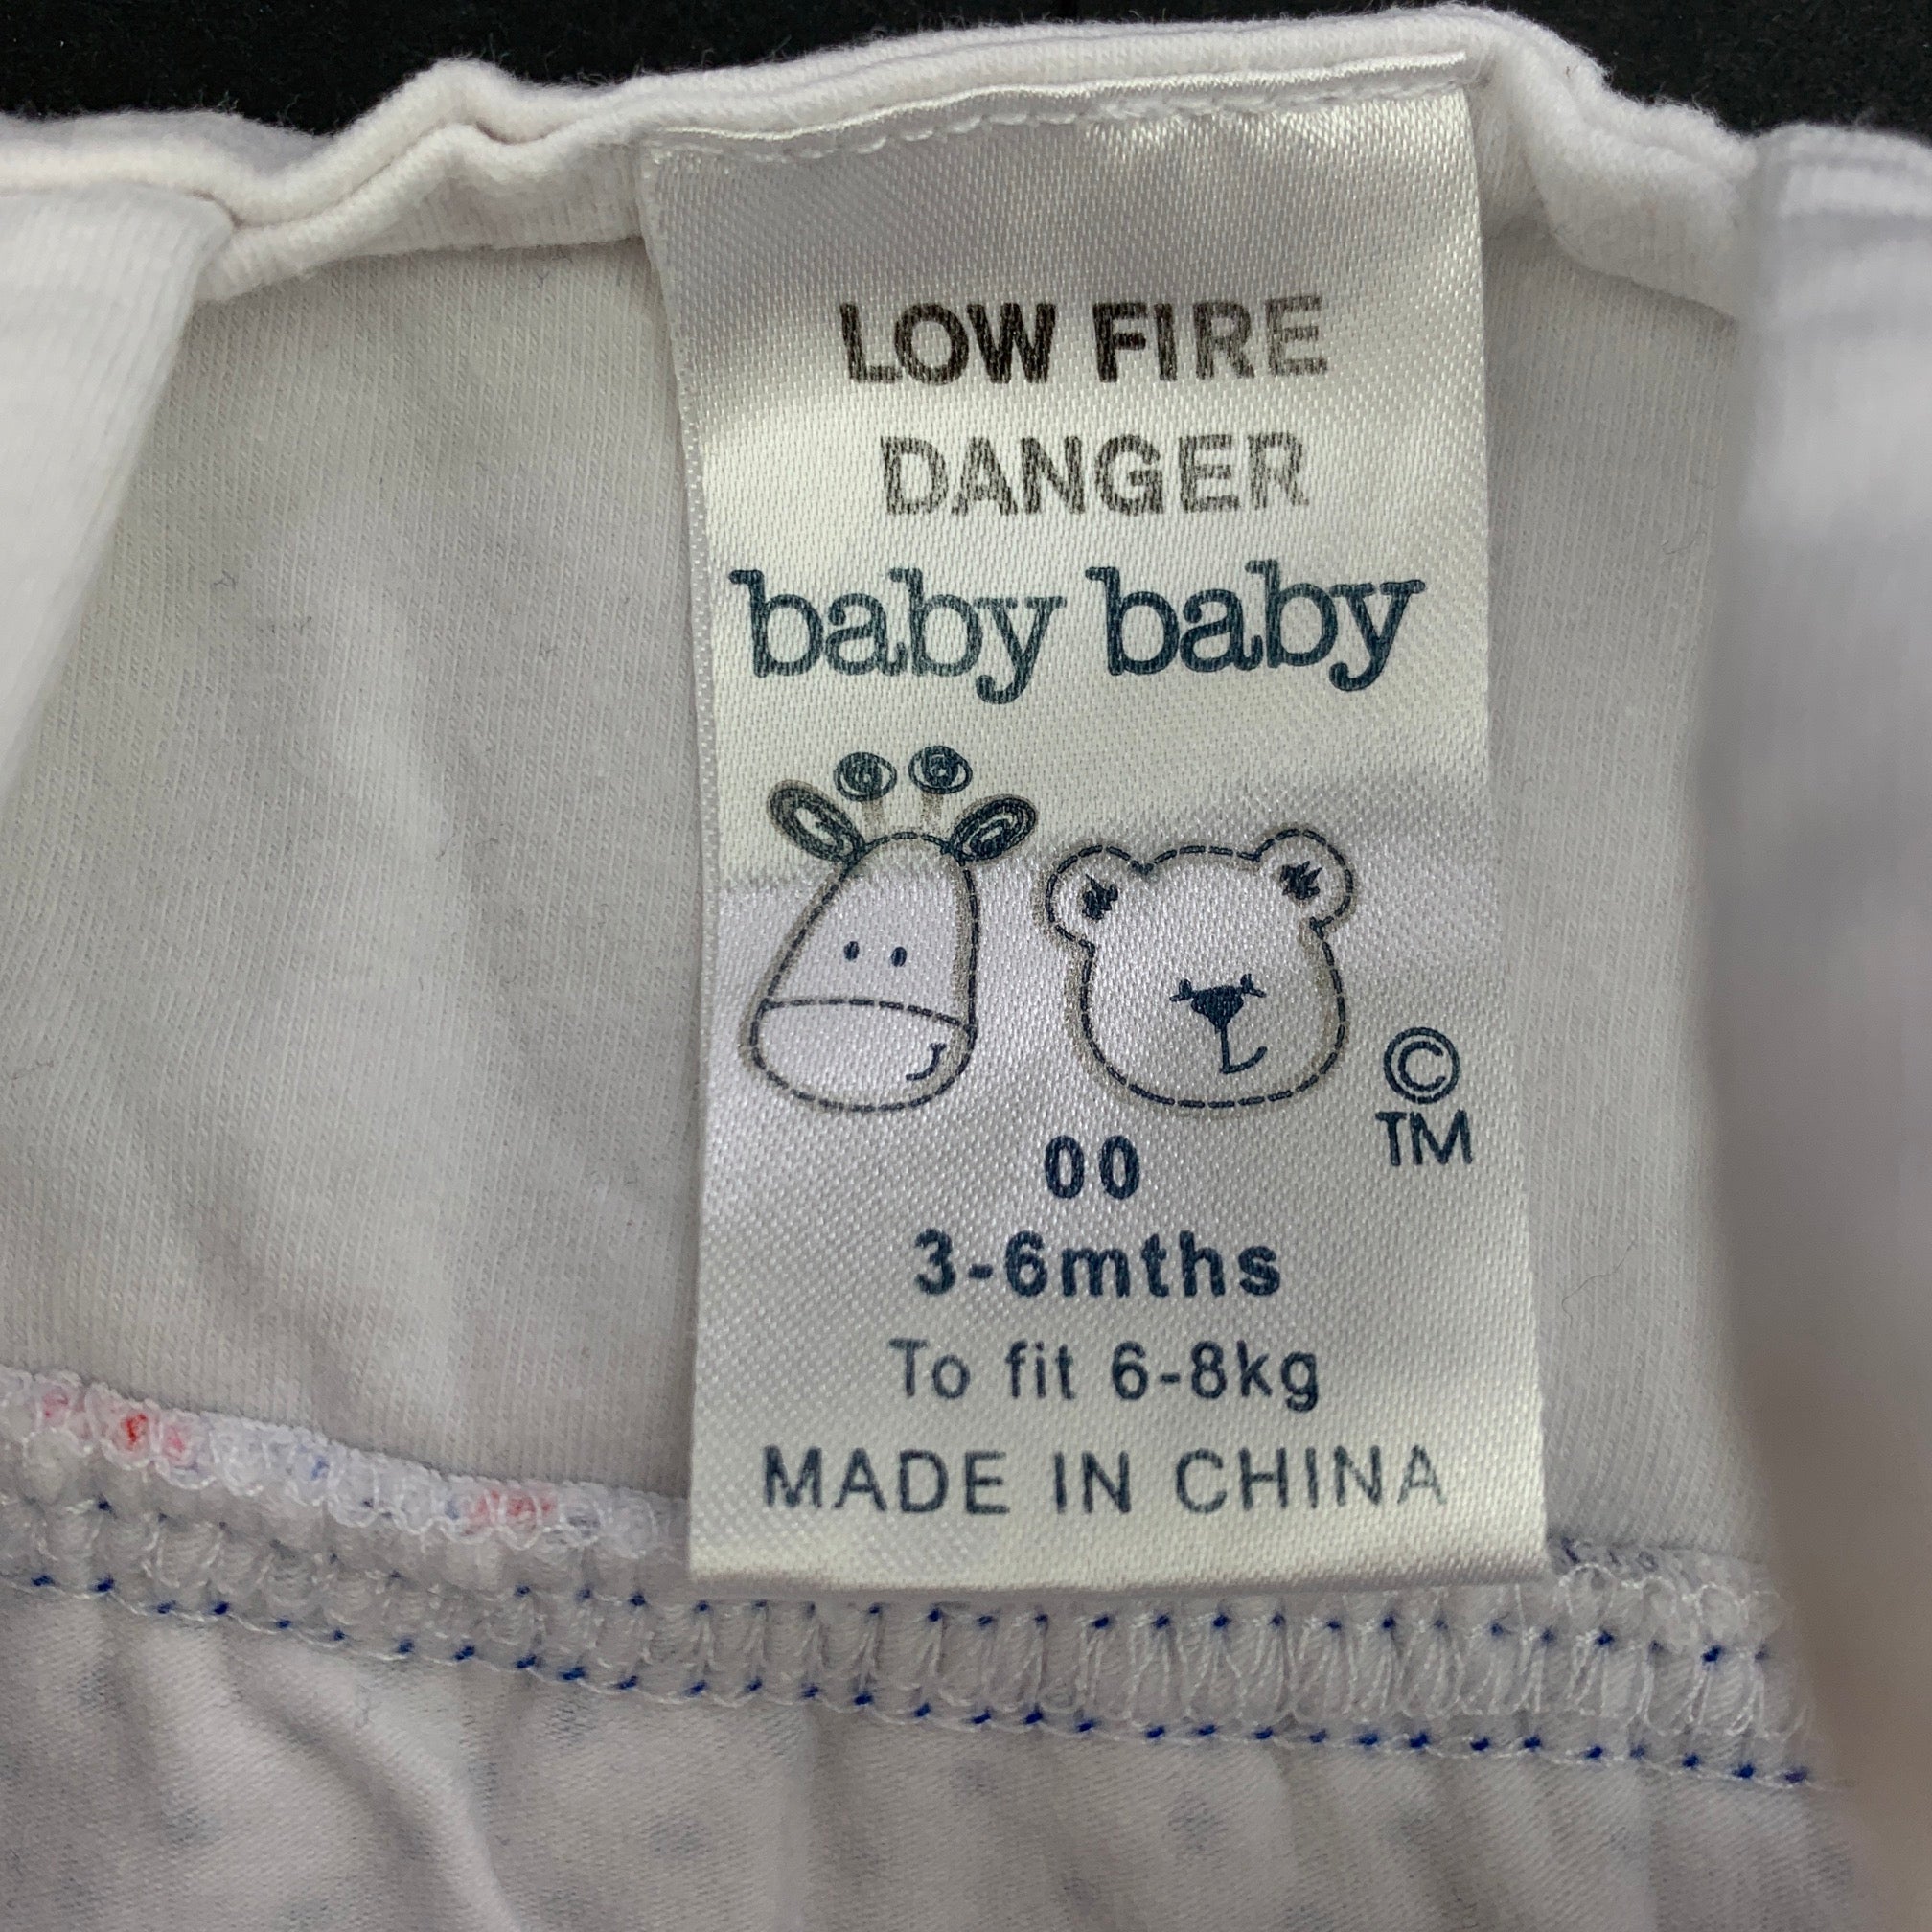 LOW FIRE
DANGER
baby baby
©
TM
00
3-6mths
To fit 6-8kg
MADE IN CHINA